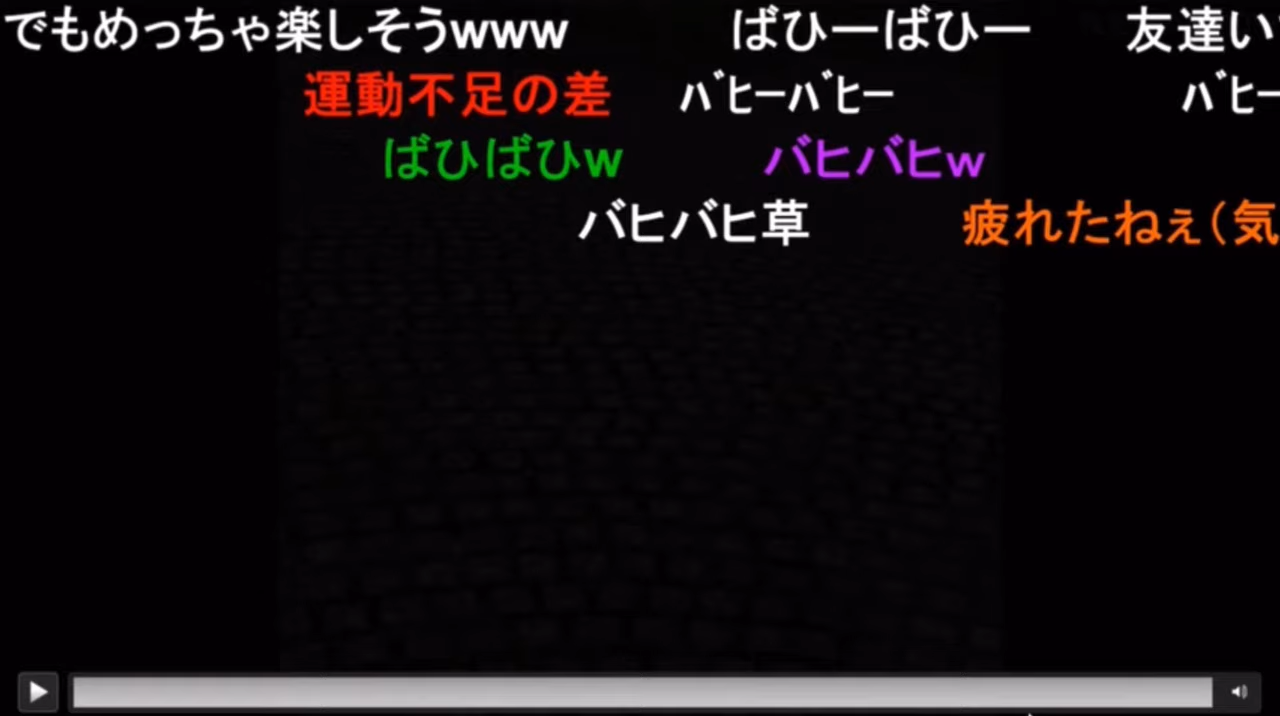 でもめっちゃ楽しそうwww ばひーばひー 友達い
運動不足の差 ﾊﾞﾋｰﾊﾞﾋｰ ﾊﾞﾋｰ
ばひばひw バヒバヒw
バヒバヒ草 疲れたねぇ（気